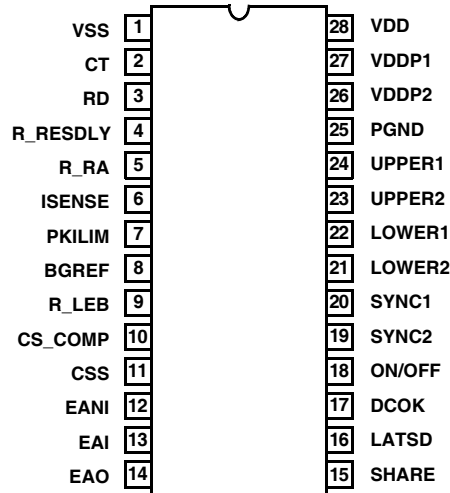 VSS 1 28 VDD
CT 2 27 VDDP1
RD 3 26 VDDP2
R_RESDLY 4 25 PGND
R_RA 5 24 UPPER1
ISENSE 6 23 UPPER2
PKILIM 7 22 LOWER1
BGREF 8 21 LOWER2
R_LEB 9 20 SYNC1
CS_COMP 10 19 SYNC2
CSS 11 18 ON/OFF
EANI 12 17 DCOK
EAI 13 16 LATSD
EAO 14 15 SHARE